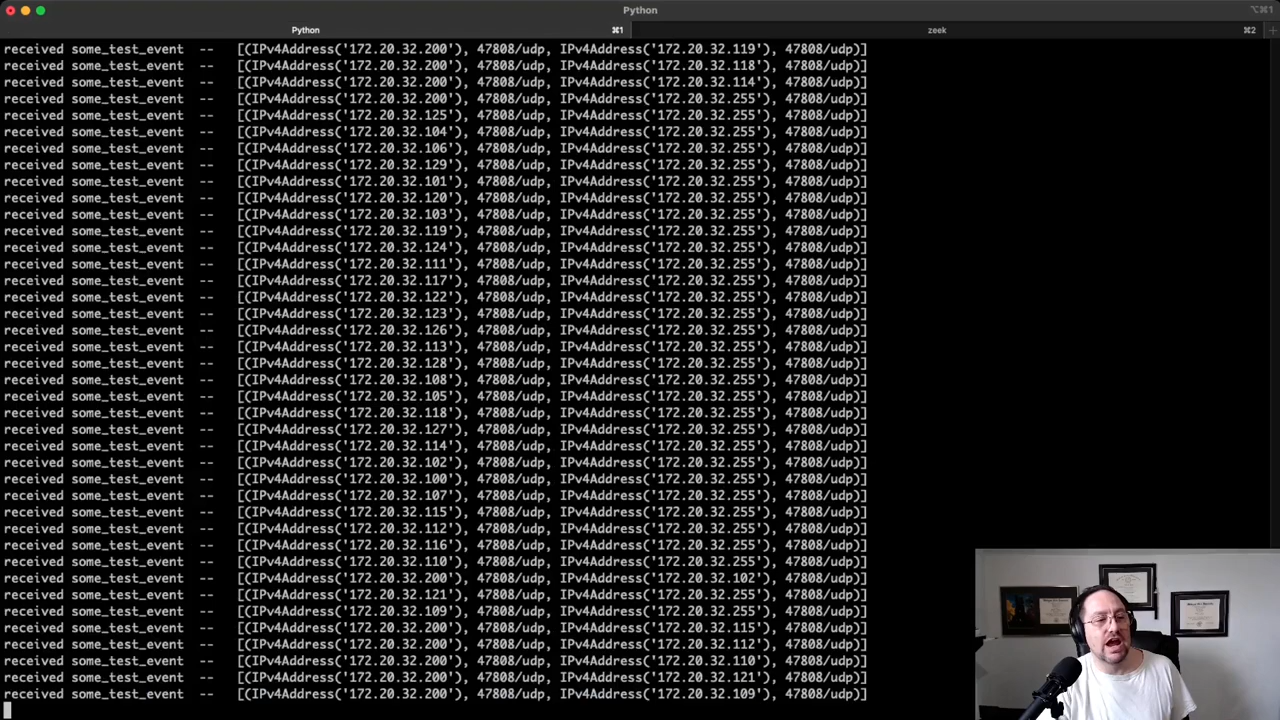 Python
⌥⌘1
Python ⌘1 zeek ⌘2 +
received some_test_event -- [(IPv4Address('172.20.32.200'), 47808/udp, IPv4Address('172.20.32.119'), 47808/udp)]
received some_test_event -- [(IPv4Address('172.20.32.200'), 47808/udp, IPv4Address('172.20.32.118'), 47808/udp)]
received some_test_event -- [(IPv4Address('172.20.32.200'), 47808/udp, IPv4Address('172.20.32.114'), 47808/udp)]
received some_test_event -- [(IPv4Address('172.20.32.200'), 47808/udp, IPv4Address('172.20.32.255'), 47808/udp)]
received some_test_event -- [(IPv4Address('172.20.32.125'), 47808/udp, IPv4Address('172.20.32.255'), 47808/udp)]
received some_test_event -- [(IPv4Address('172.20.32.104'), 47808/udp, IPv4Address('172.20.32.255'), 47808/udp)]
received some_test_event -- [(IPv4Address('172.20.32.106'), 47808/udp, IPv4Address('172.20.32.255'), 47808/udp)]
received some_test_event -- [(IPv4Address('172.20.32.129'), 47808/udp, IPv4Address('172.20.32.255'), 47808/udp)]
received some_test_event -- [(IPv4Address('172.20.32.101'), 47808/udp, IPv4Address('172.20.32.255'), 47808/udp)]
received some_test_event -- [(IPv4Address('172.20.32.120'), 47808/udp, IPv4Address('172.20.32.255'), 47808/udp)]
received some_test_event -- [(IPv4Address('172.20.32.103'), 47808/udp, IPv4Address('172.20.32.255'), 47808/udp)]
received some_test_event -- [(IPv4Address('172.20.32.119'), 47808/udp, IPv4Address('172.20.32.255'), 47808/udp)]
received some_test_event -- [(IPv4Address('172.20.32.124'), 47808/udp, IPv4Address('172.20.32.255'), 47808/udp)]
received some_test_event -- [(IPv4Address('172.20.32.111'), 47808/udp, IPv4Address('172.20.32.255'), 47808/udp)]
received some_test_event -- [(IPv4Address('172.20.32.117'), 47808/udp, IPv4Address('172.20.32.255'), 47808/udp)]
received some_test_event -- [(IPv4Address('172.20.32.122'), 47808/udp, IPv4Address('172.20.32.255'), 47808/udp)]
received some_test_event -- [(IPv4Address('172.20.32.123'), 47808/udp, IPv4Address('172.20.32.255'), 47808/udp)]
received some_test_event -- [(IPv4Address('172.20.32.126'), 47808/udp, IPv4Address('172.20.32.255'), 47808/udp)]
received some_test_event -- [(IPv4Address('172.20.32.113'), 47808/udp, IPv4Address('172.20.32.255'), 47808/udp)]
received some_test_event -- [(IPv4Address('172.20.32.128'), 47808/udp, IPv4Address('172.20.32.255'), 47808/udp)]
received some_test_event -- [(IPv4Address('172.20.32.108'), 47808/udp, IPv4Address('172.20.32.255'), 47808/udp)]
received some_test_event -- [(IPv4Address('172.20.32.105'), 47808/udp, IPv4Address('172.20.32.255'), 47808/udp)]
received some_test_event -- [(IPv4Address('172.20.32.118'), 47808/udp, IPv4Address('172.20.32.255'), 47808/udp)]
received some_test_event -- [(IPv4Address('172.20.32.127'), 47808/udp, IPv4Address('172.20.32.255'), 47808/udp)]
received some_test_event -- [(IPv4Address('172.20.32.114'), 47808/udp, IPv4Address('172.20.32.255'), 47808/udp)]
received some_test_event -- [(IPv4Address('172.20.32.102'), 47808/udp, IPv4Address('172.20.32.255'), 47808/udp)]
received some_test_event -- [(IPv4Address('172.20.32.100'), 47808/udp, IPv4Address('172.20.32.255'), 47808/udp)]
received some_test_event -- [(IPv4Address('172.20.32.107'), 47808/udp, IPv4Address('172.20.32.255'), 47808/udp)]
received some_test_event -- [(IPv4Address('172.20.32.115'), 47808/udp, IPv4Address('172.20.32.255'), 47808/udp)]
received some_test_event -- [(IPv4Address('172.20.32.112'), 47808/udp, IPv4Address('172.20.32.255'), 47808/udp)]
received some_test_event -- [(IPv4Address('172.20.32.116'), 47808/udp, IPv4Address('172.20.32.255'), 47808/udp)]
received some_test_event -- [(IPv4Address('172.20.32.110'), 47808/udp, IPv4Address('172.20.32.255'), 47808/udp)]
received some_test_event -- [(IPv4Address('172.20.32.200'), 47808/udp, IPv4Address('172.20.32.102'), 47808/udp)]
received some_test_event -- [(IPv4Address('172.20.32.121'), 47808/udp, IPv4Address('172.20.32.255'), 47808/udp)]
received some_test_event -- [(IPv4Address('172.20.32.109'), 47808/udp, IPv4Address('172.20.32.255'), 47808/udp)]
received some_test_event -- [(IPv4Address('172.20.32.200'), 47808/udp, IPv4Address('172.20.32.115'), 47808/udp)]
received some_test_event -- [(IPv4Address('172.20.32.200'), 47808/udp, IPv4Address('172.20.32.112'), 47808/udp)]
received some_test_event -- [(IPv4Address('172.20.32.200'), 47808/udp, IPv4Address('172.20.32.110'), 47808/udp)]
received some_test_event -- [(IPv4Address('172.20.32.200'), 47808/udp, IPv4Address('172.20.32.121'), 47808/udp)]
received some_test_event -- [(IPv4Address('172.20.32.200'), 47808/udp, IPv4Address('172.20.32.109'), 47808/udp)]